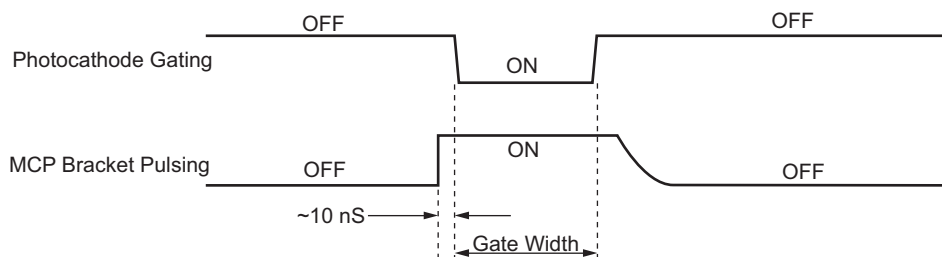 OFF
OFF
Photocathode Gating
ON
MCP Bracket Pulsing
ON
OFF
OFF
~10 nS
Gate Width